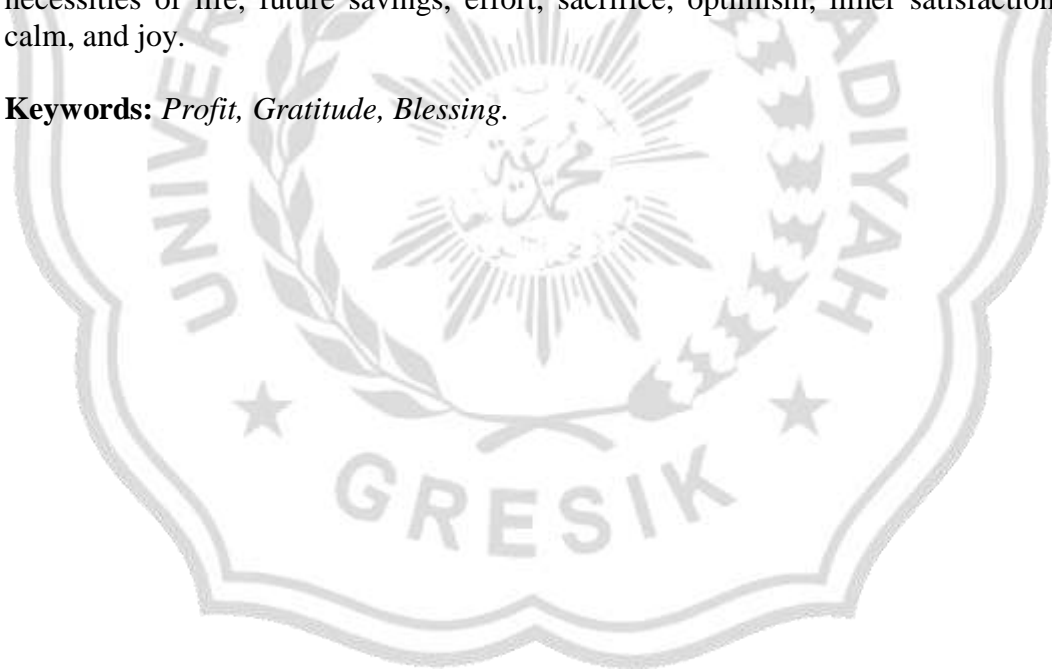 necessities of life, future savings, effort, sacrifice, optimism, inner satisfaction
calm, and joy.
Keywords: Profit, Gratitude, Blessing.
GRESIK